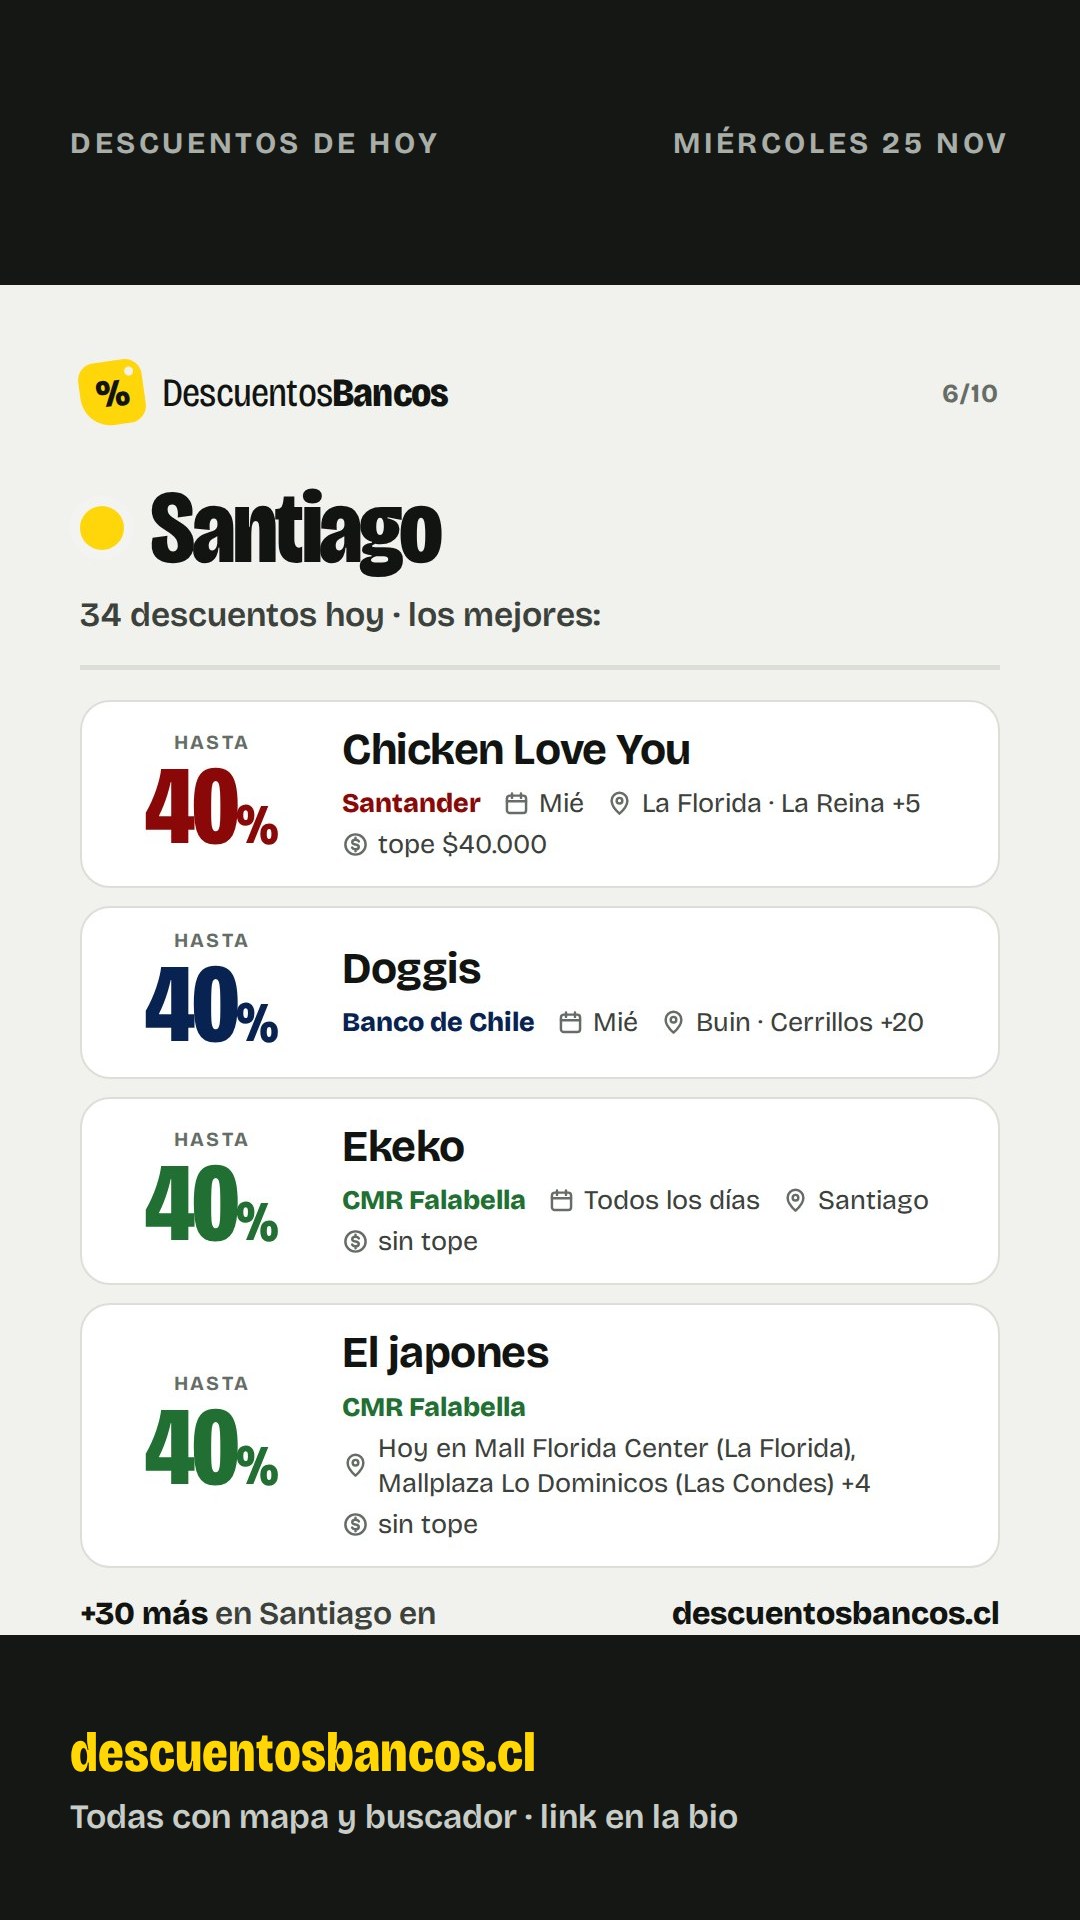 DESCUENTOS DE HOY
MIÉRCOLES 25 NOV
% DescuentosBancos
6/10
Santiago
34 descuentos hoy · los mejores:
HASTA
40%
Chicken Love You
Santander Mié La Florida · La Reina +5
tope $40.000
HASTA
40%
Doggis
Banco de Chile Mié Buin · Cerrillos +20
HASTA
40%
Ekeko
CMR Falabella Todos los días Santiago
sin tope
HASTA
40%
El japones
CMR Falabella
Hoy en Mall Florida Center (La Florida),
Mallplaza Lo Dominicos (Las Condes) +4
sin tope
+30 más en Santiago en
descuentosbancos.cl
descuentosbancos.cl
Todas con mapa y buscador · link en la bio